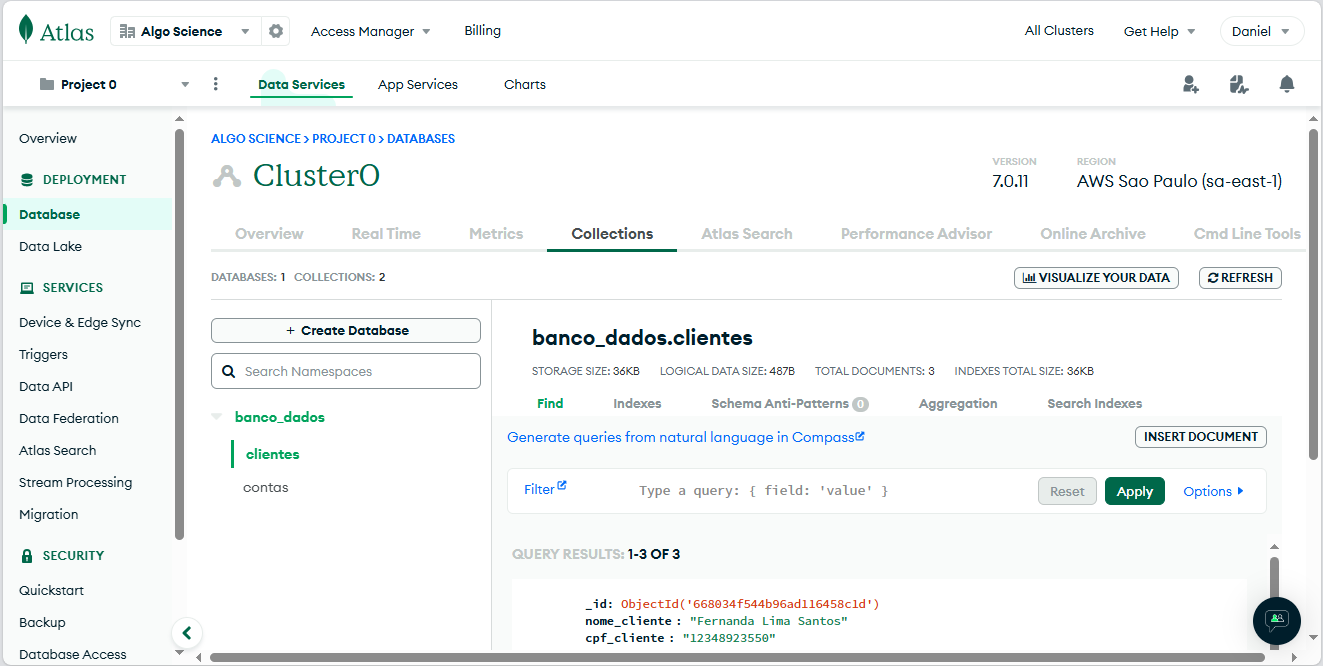 Atlas Algo Science Access Manager Billing All Clusters Get Help Daniel
Project 0 Data Services App Services Charts
Overview
DEPLOYMENT
Database
Data Lake
SERVICES
Device & Edge Sync
Triggers
Data API
Data Federation
Atlas Search
Stream Processing
Migration
SECURITY
Quickstart
Backup
Database Access
ALGO SCIENCE > PROJECT 0 > DATABASES
Cluster0
VERSION
7.0.11
REGION
AWS Sao Paulo (sa-east-1)
Overview Real Time Metrics Collections Atlas Search Performance Advisor Online Archive Cmd Line Tools
DATABASES: 1 COLLECTIONS: 2
VISUALIZE YOUR DATA REFRESH
+ Create Database
Search Namespaces
banco_dados
clientes
contas
banco_dados.clientes
STORAGE SIZE: 36KB LOGICAL DATA SIZE: 487B TOTAL DOCUMENTS: 3 INDEXES TOTAL SIZE: 36KB
Find Indexes Schema Anti-Patterns 0 Aggregation Search Indexes
Generate queries from natural language in Compass
INSERT DOCUMENT
Filter Type a query: { field: 'value' } Reset Apply Options
QUERY RESULTS: 1-3 OF 3
_id: ObjectId('668034f544b96ad116458c1d')
nome_cliente : "Fernanda Lima Santos"
cpf_cliente : "12348923550"